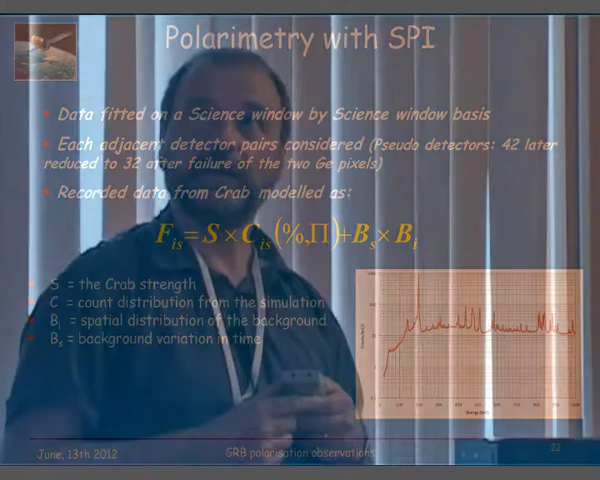 Polarimetry with SPI
• Data fitted on a Science window by Science window basis
• Each adjacent detector pairs considered (Pseudo detectors: 42 later
reduced to 32 after failure of the two Ge pixels)
• Recorded data from Crab modelled as:
F_is = S × C_is (%,Π) + B_s × B_i
• S = the Crab strength
• C = count distribution from the simulation
• B_i = spatial distribution of the background
• B_s = background variation in time
June, 13th 2012
GRB polarisation observations
22